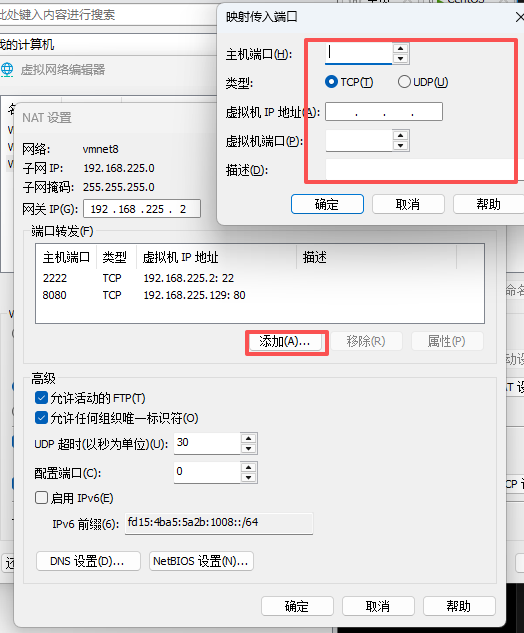 此处键入内容进行搜索
CentOS
我的计算机
虚拟网络编辑器
映射传入端口
主机端口(H):
类型:
TCP(T)
UDP(U)
虚拟机 IP 地址(A):
. . .
虚拟机端口(P):
描述(D):
确定
取消
帮助
NAT 设置
网络: vmnet8
子网 IP: 192.168.225.0
子网掩码: 255.255.255.0
网关 IP(G): 192 . 168 . 225 . 2
端口转发(F)
主机端口 类型 虚拟机 IP 地址 描述
2222 TCP 192.168.225.2: 22
8080 TCP 192.168.225.129: 80
添加(A)... 移除(R) 属性(P)
高级
允许活动的 FTP(T)
允许任何组织唯一标识符(O)
UDP 超时(以秒为单位)(U): 30
配置端口(C): 0
启用 IPv6(E)
IPv6 前缀(6): fd15:4ba5:5a2b:1008::/64
DNS 设置(D)... NetBIOS 设置(N)...
确定 取消 帮助